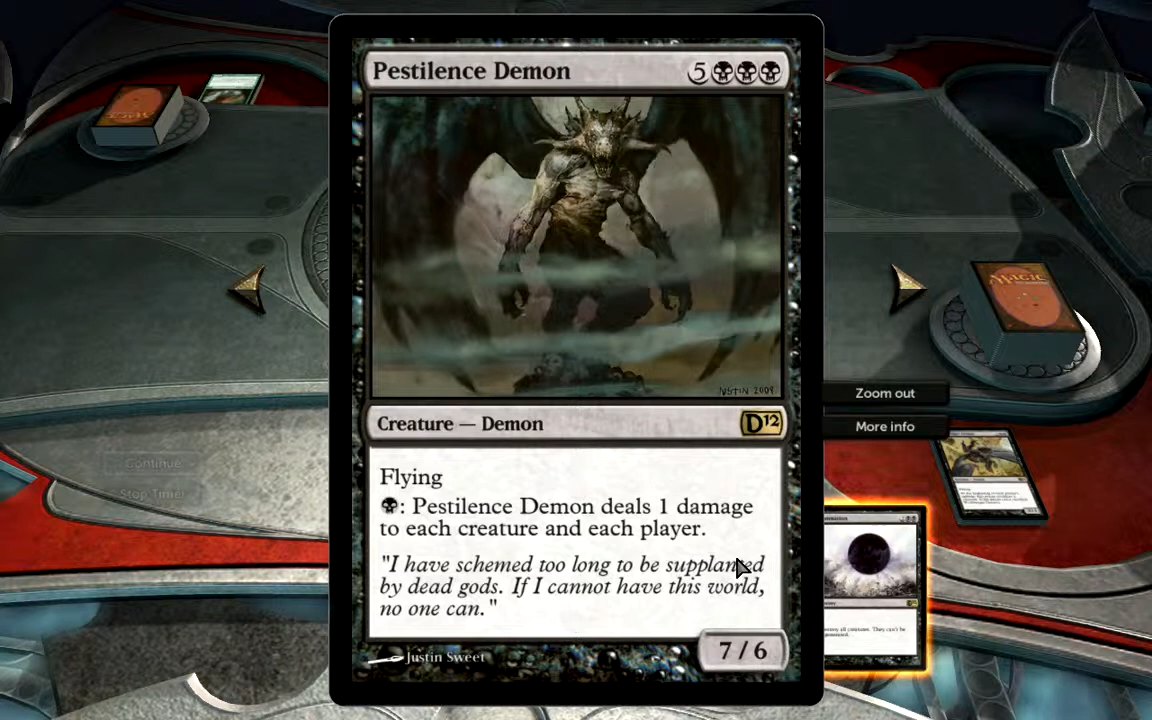 Pestilence Demon 5
JUSTIN 2009
Creature — Demon D12
Flying
: Pestilence Demon deals 1 damage
to each creature and each player.
"I have schemed too long to be supplanted
by dead gods. If I cannot have this world,
no one can."
Justin Sweet
7 / 6
Zoom out
More info
Continue
Stop Timer
MAGIC